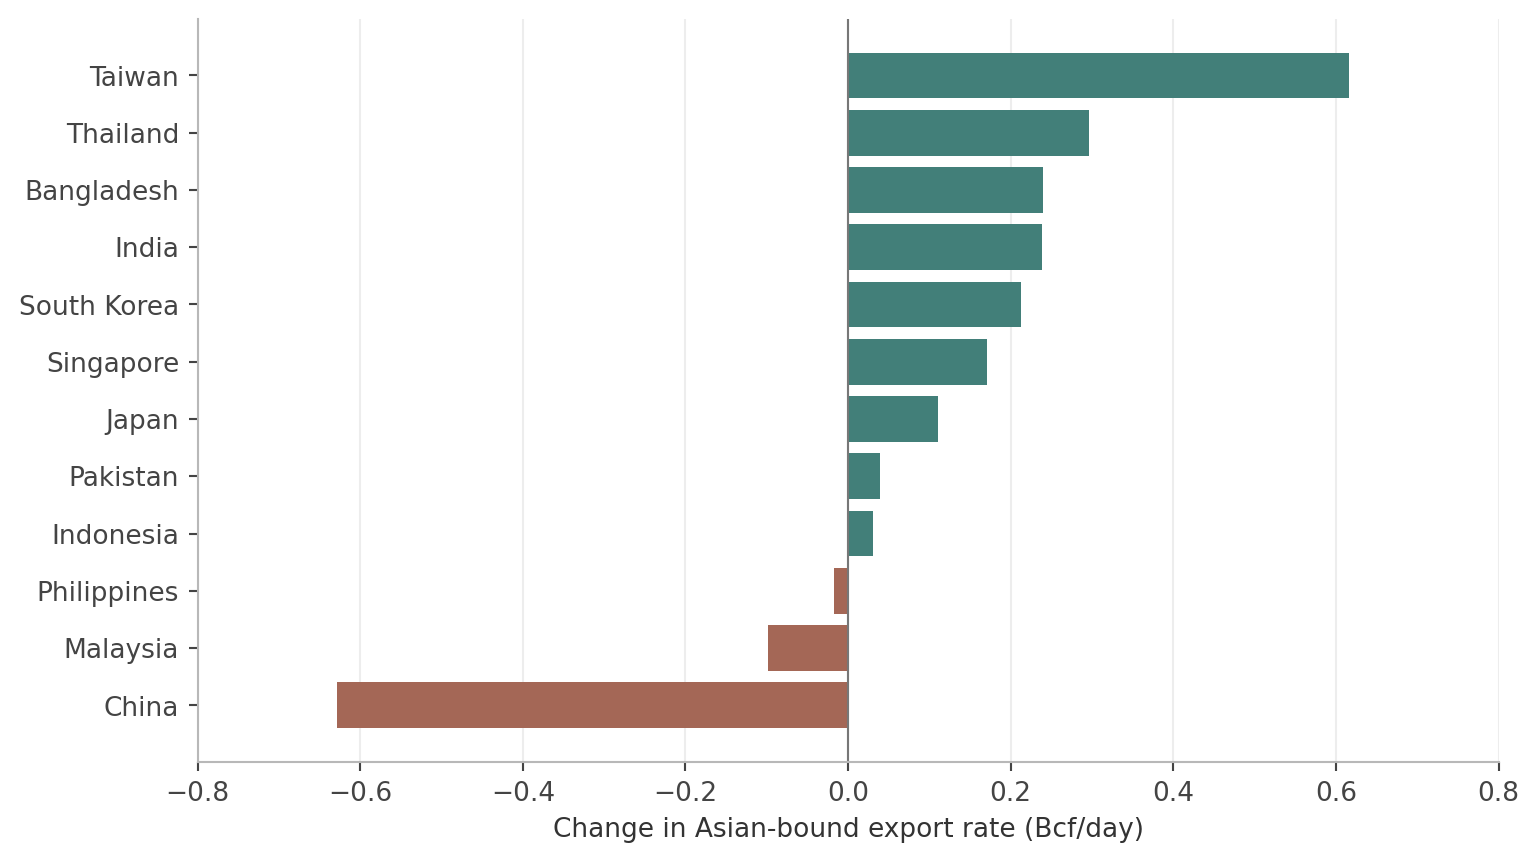 Taiwan
Thailand
Bangladesh
India
South Korea
Singapore
Japan
Pakistan
Indonesia
Philippines
Malaysia
China
−0.8 −0.6 −0.4 −0.2 0.0 0.2 0.4 0.6 0.8
Change in Asian-bound export rate (Bcf/day)